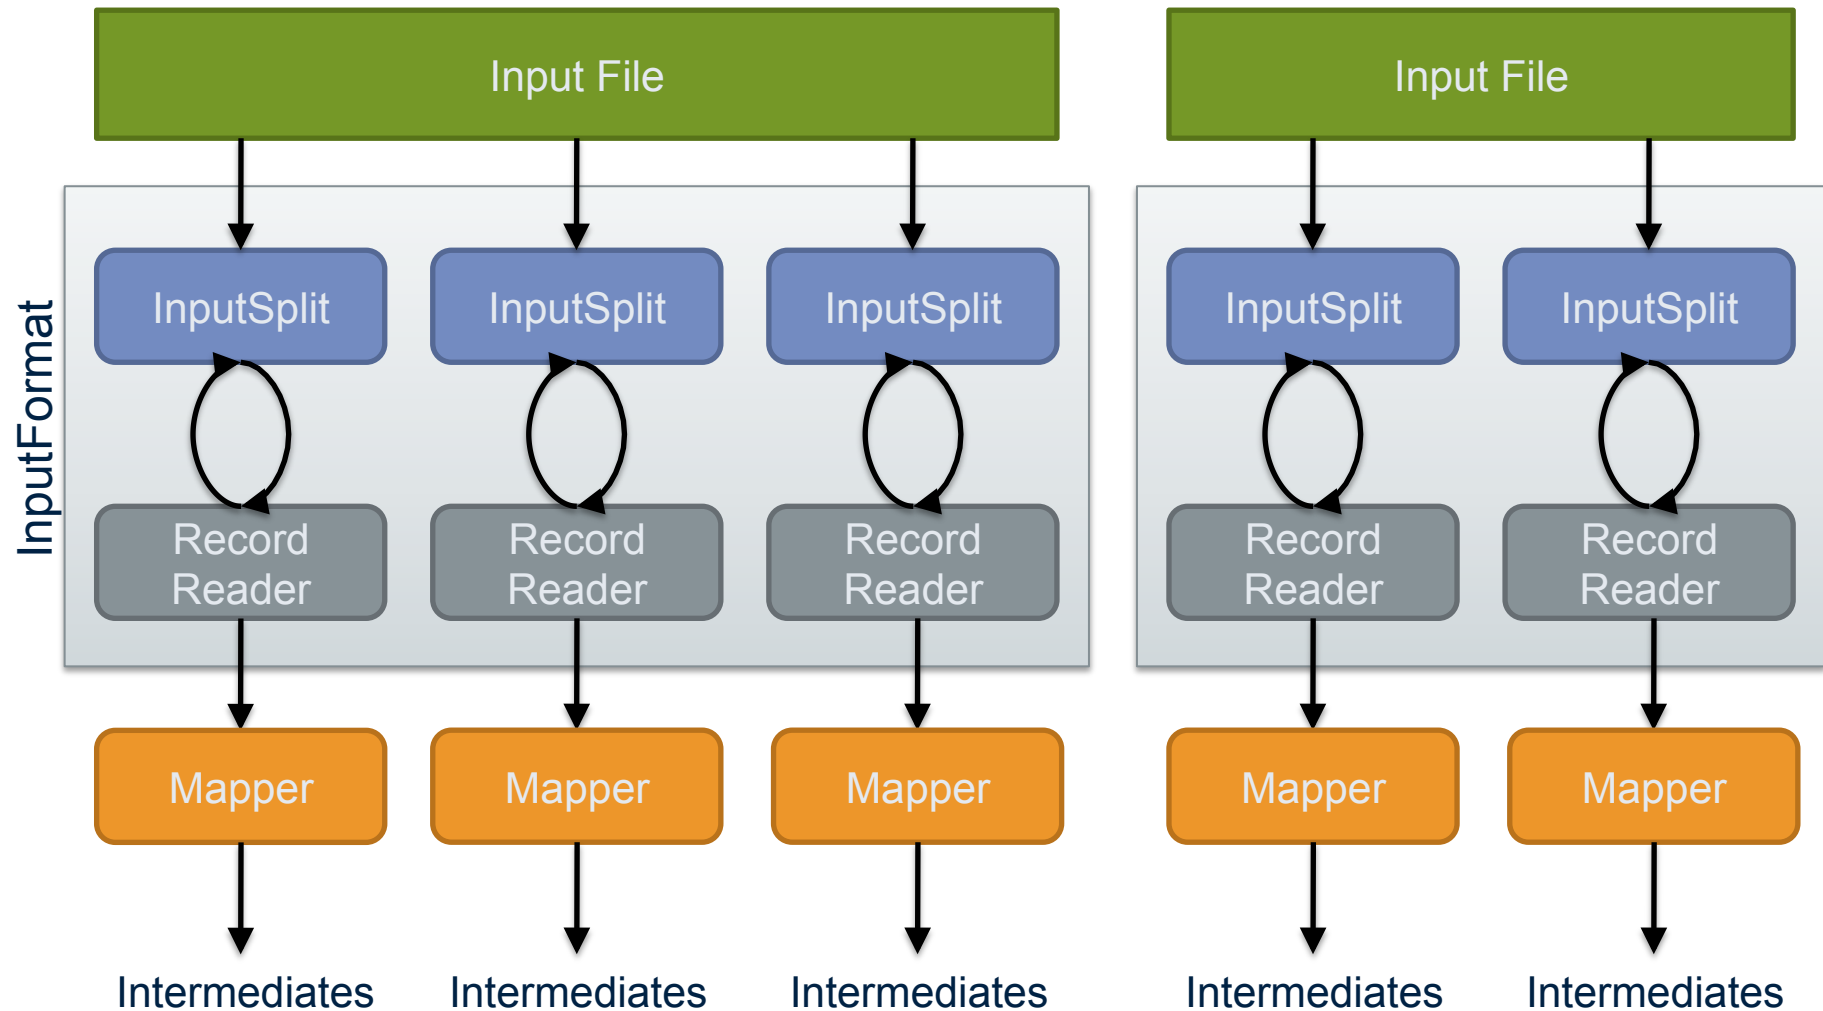 Input File
Input File
InputFormat
InputSplit
InputSplit
InputSplit
InputSplit
InputSplit
Record
Reader
Record
Reader
Record
Reader
Record
Reader
Record
Reader
Mapper
Mapper
Mapper
Mapper
Mapper
Intermediates
Intermediates
Intermediates
Intermediates
Intermediates